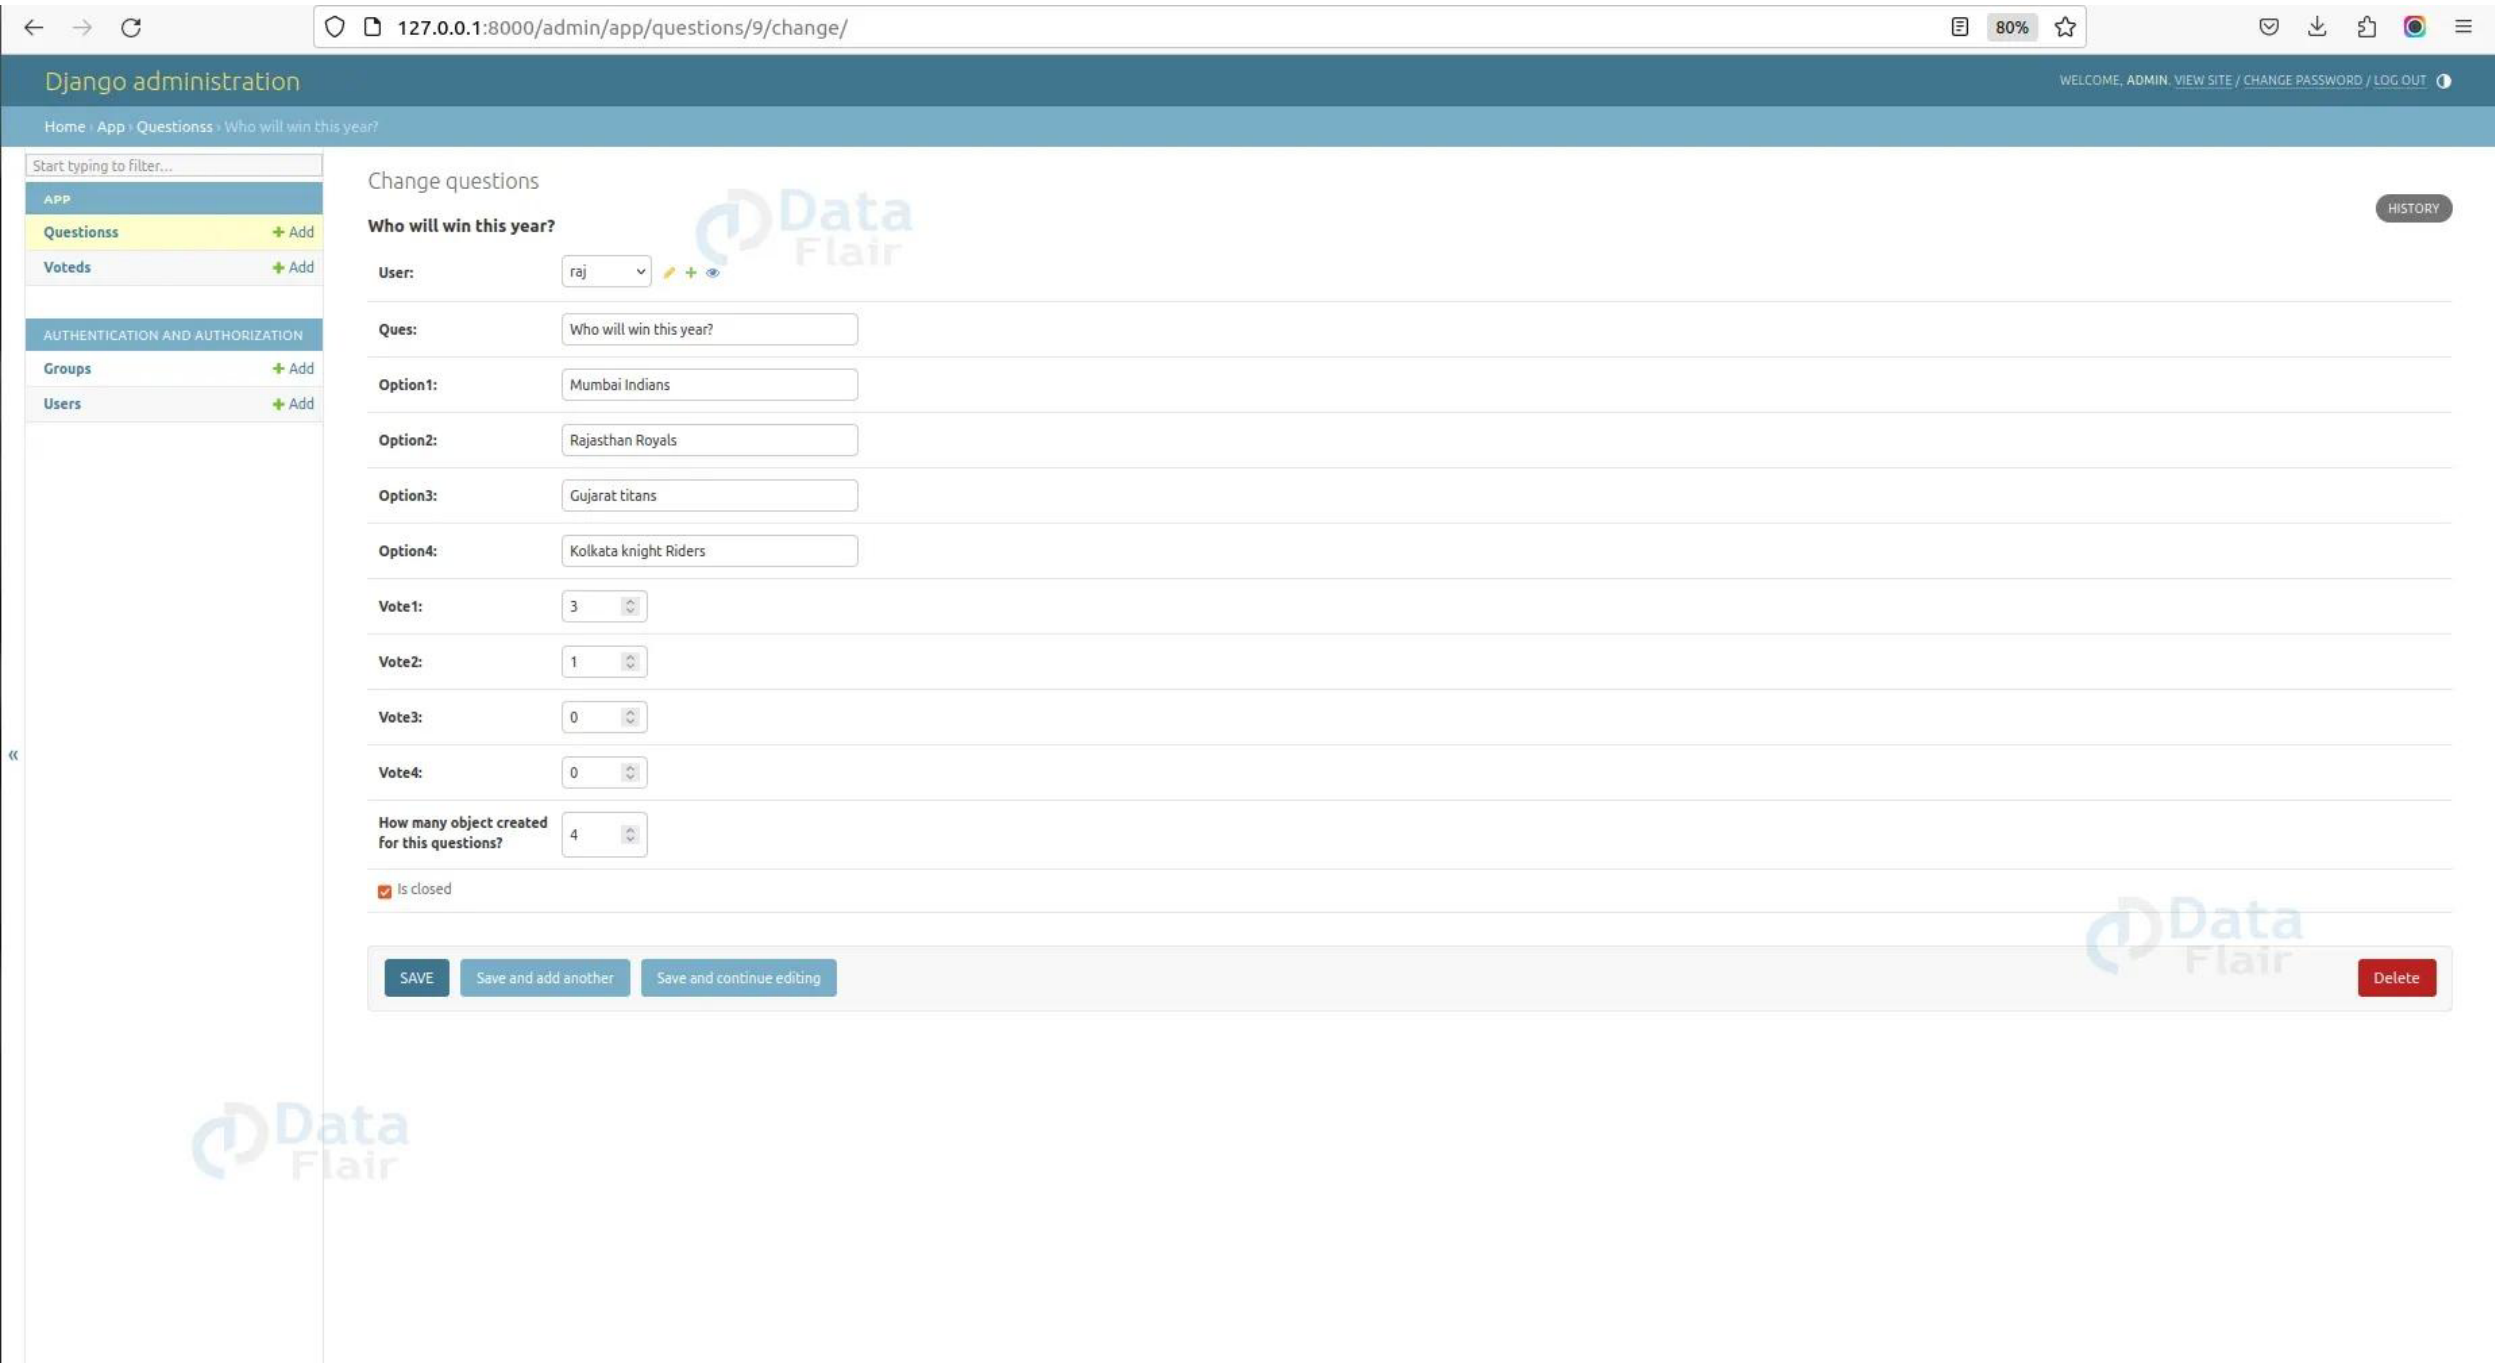 127.0.0.1:8000/admin/app/questions/9/change/
80%
Django administration
WELCOME, ADMIN. VIEW SITE / CHANGE PASSWORD / LOG OUT
Home › App › Questionss › Who will win this year?
Start typing to filter...
APP
Questionss + Add
Voteds + Add
AUTHENTICATION AND AUTHORIZATION
Groups + Add
Users + Add
«
Change questions
HISTORY
Who will win this year?
User: raj
Ques: Who will win this year?
Option1: Mumbai Indians
Option2: Rajasthan Royals
Option3: Gujarat titans
Option4: Kolkata knight Riders
Vote1: 3
Vote2: 1
Vote3: 0
Vote4: 0
How many object created
for this questions? 4
Is closed
SAVE Save and add another Save and continue editing Delete
Data
Flair
Data
Flair
Data
Flair